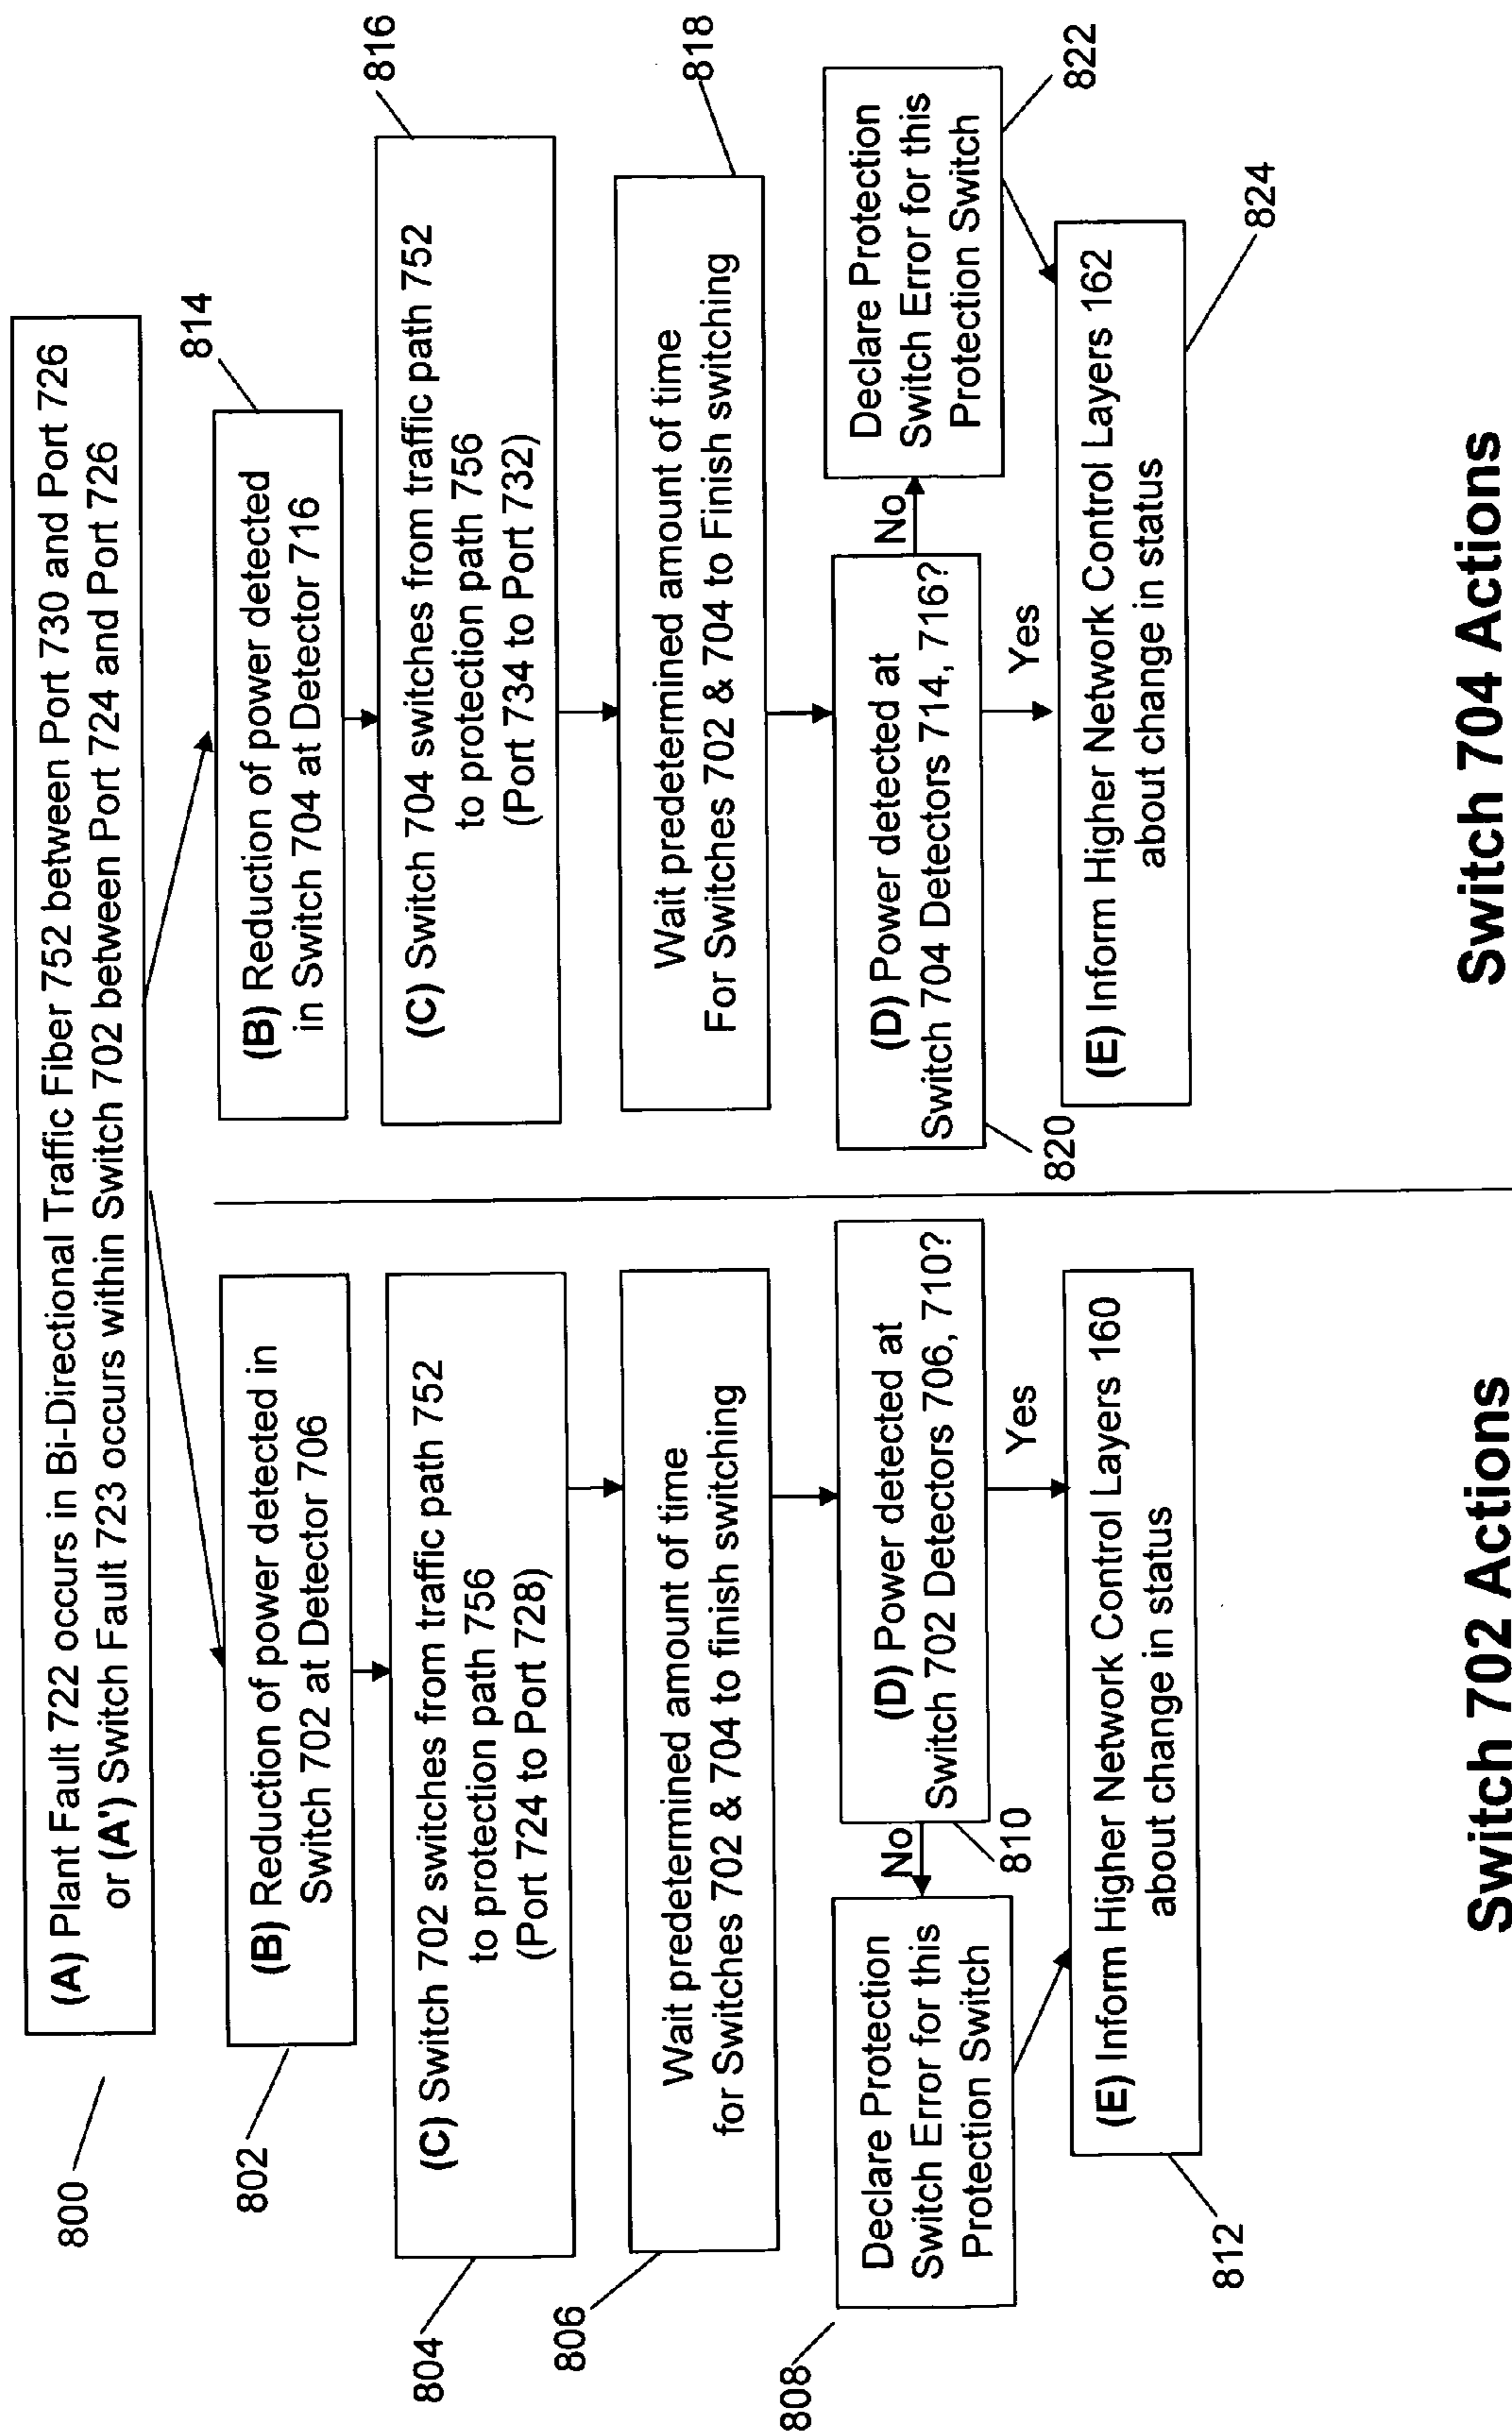 800
(A) Plant Fault 722 occurs in Bi-Directional Traffic Fiber 752 between Port 730 and Port 726
or (A') Switch Fault 723 occurs within Switch 702 between Port 724 and Port 726
802
(B) Reduction of power detected in
Switch 702 at Detector 706
804
(C) Switch 702 switches from traffic path 752
to protection path 756
(Port 724 to Port 728)
806
Wait predetermined amount of time
for Switches 702 & 704 to finish switching
808
Declare Protection
Switch Error for this
Protection Switch
No
(D) Power detected at
Switch 702 Detectors 706, 710?
810
Yes
812
(E) Inform Higher Network Control Layers 160
about change in status
Switch 702 Actions
814
(B) Reduction of power detected
in Switch 704 at Detector 716
816
(C) Switch 704 switches from traffic path 752
to protection path 756
(Port 734 to Port 732)
818
Wait predetermined amount of time
For Switches 702 & 704 to Finish switching
820
(D) Power detected at
Switch 704 Detectors 714, 716?
No
Declare Protection
Switch Error for this
Protection Switch
822
Yes
(E) Inform Higher Network Control Layers 162
about change in status
824
Switch 704 Actions